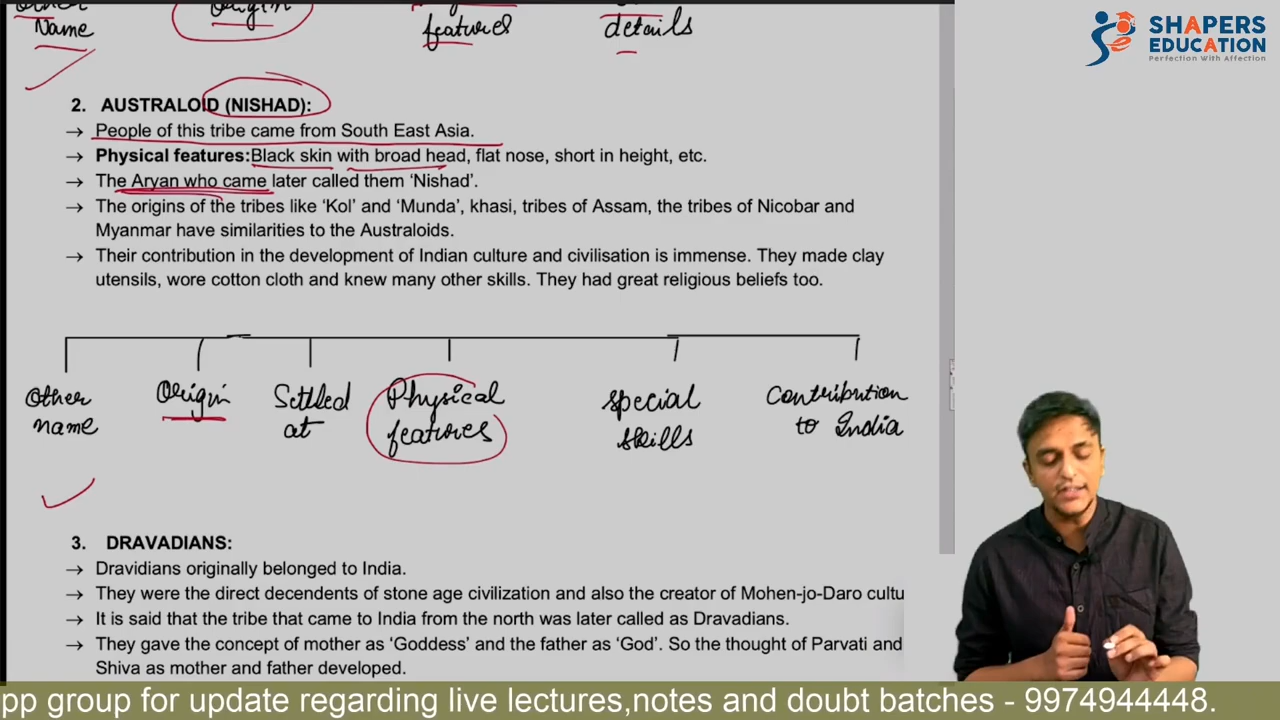 Name
Origin
features
details
SHAPERS
EDUCATION
Perfection With Affection
2. AUSTRALOID (NISHAD):
→ People of this tribe came from South East Asia.
→ Physical features:Black skin with broad head, flat nose, short in height, etc.
→ The Aryan who came later called them ‘Nishad’.
→ The origins of the tribes like ‘Kol’ and ‘Munda’, khasi, tribes of Assam, the tribes of Nicobar and
Myanmar have similarities to the Australoids.
→ Their contribution in the development of Indian culture and civilisation is immense. They made clay
utensils, wore cotton cloth and knew many other skills. They had great religious beliefs too.
Other
name
Origin
Settled
at
Physical
features
special
skills
Contribution
to India
3. DRAVADIANS:
→ Dravidians originally belonged to India.
→ They were the direct decendents of stone age civilization and also the creator of Mohen-jo-Daro cultu
→ It is said that the tribe that came to India from the north was later called as Dravadians.
→ They gave the concept of mother as ‘Goddess’ and the father as ‘God’. So the thought of Parvati and
Shiva as mother and father developed.
pp group for update regarding live lectures,notes and doubt batches - 9974944448.